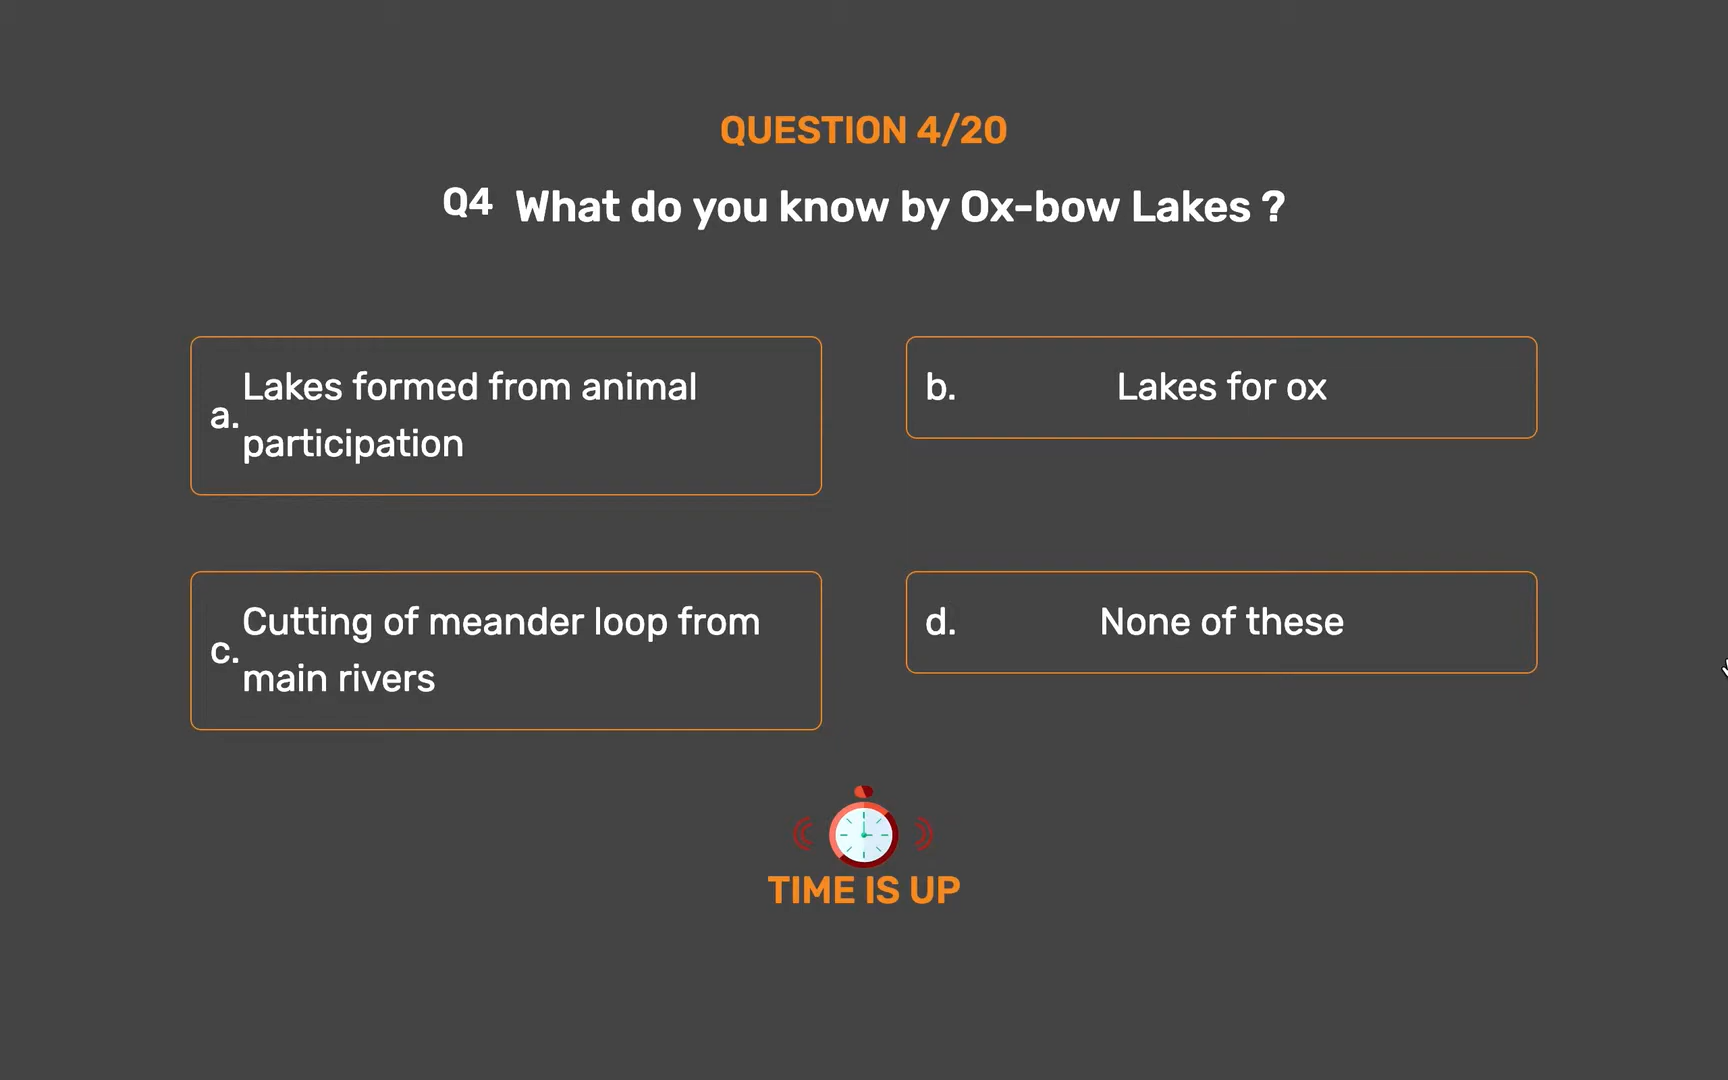 QUESTION 4/20
Q4 What do you know by Ox-bow Lakes ?
a. Lakes formed from animal
participation
b. Lakes for ox
c. Cutting of meander loop from
main rivers
d. None of these
TIME IS UP